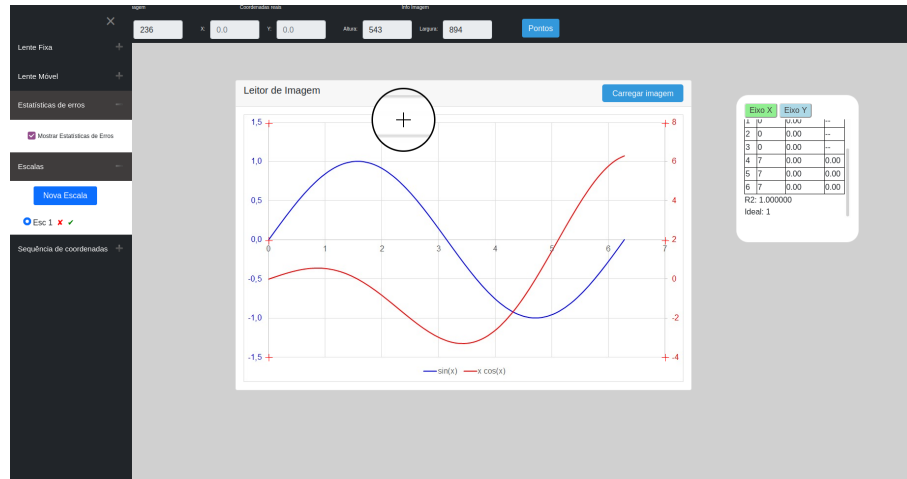 agem Coordenadas reais Info Imagem
236 X: 0.0 Y: 0.0 Altura: 543 Largura: 894 Pontos
Lente Fixa
Lente Móvel
Estatísticas de erros
Mostrar Estatisticas de Erros
Escalas
Nova Escala
Esc 1 ✘ ✔
Sequência de coordenadas
Leitor de Imagem Carregar imagem
1,5 8
1,0 6
0,5 4
0,0 2
0 1 2 3 4 5 6 7
-0,5 0
-1,0 -2
-1,5 -4
sin(x) x cos(x)
Eixo X Eixo Y
1 0 0.00 --
2 0 0.00 --
3 0 0.00 --
4 7 0.00 0.00
5 7 0.00 0.00
6 7 0.00 0.00
R2: 1.000000
Ideal: 1